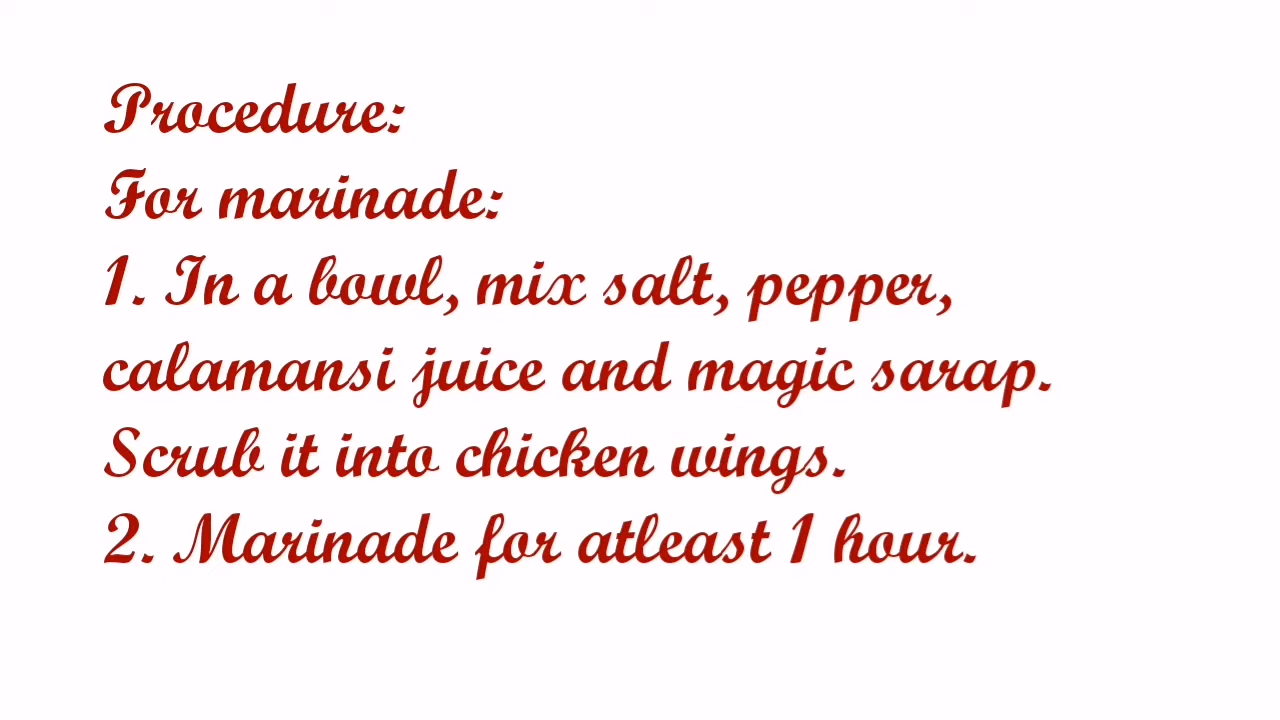 Procedure:
For marinade:
1. In a bowl, mix salt, pepper,
calamansi juice and magic sarap.
Scrub it into chicken wings.
2. Marinade for atleast 1 hour.